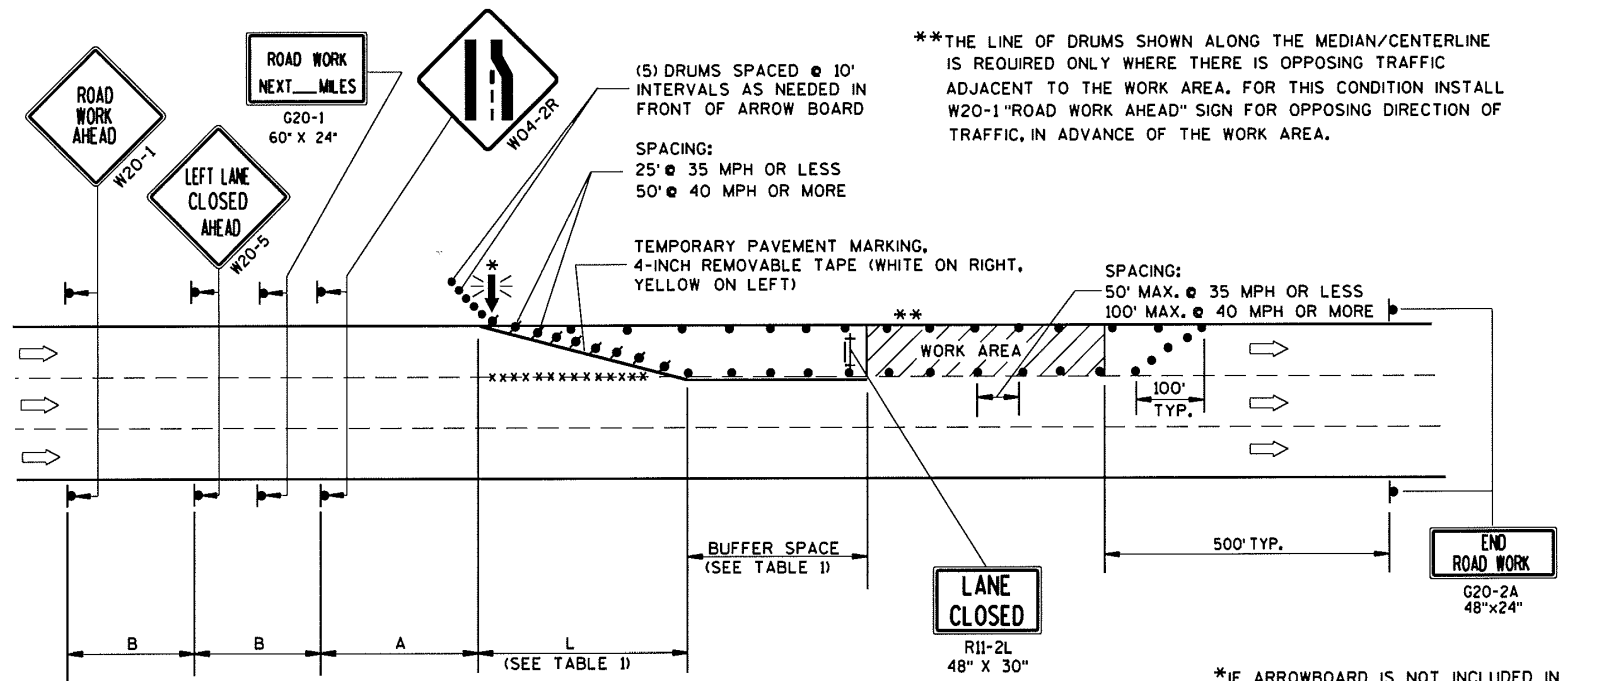 ROAD
WORK
AHEAD
W20-1
ROAD WORK
NEXT___MILES
G20-1
60" X 24"
LEFT LANE
CLOSED
AHEAD
W20-5
W04-2R
(5) DRUMS SPACED @ 10'
INTERVALS AS NEEDED IN
FRONT OF ARROW BOARD
SPACING:
25' @ 35 MPH OR LESS
50' @ 40 MPH OR MORE
TEMPORARY PAVEMENT MARKING,
4-INCH REMOVABLE TAPE (WHITE ON RIGHT,
YELLOW ON LEFT)
**THE LINE OF DRUMS SHOWN ALONG THE MEDIAN/CENTERLINE
IS REQUIRED ONLY WHERE THERE IS OPPOSING TRAFFIC
ADJACENT TO THE WORK AREA. FOR THIS CONDITION INSTALL
W20-1 "ROAD WORK AHEAD" SIGN FOR OPPOSING DIRECTION OF
TRAFFIC, IN ADVANCE OF THE WORK AREA.
SPACING:
50' MAX. @ 35 MPH OR LESS
100' MAX. @ 40 MPH OR MORE
*
**
WORK AREA
xxxxxxxxxxxxxx
100'
TYP.
BUFFER SPACE
(SEE TABLE 1)
500' TYP.
LANE
CLOSED
R11-2L
48" X 30"
END
ROAD WORK
G20-2A
48"x24"
B
B
A
L
(SEE TABLE 1)
*IF ARROWBOARD IS NOT INCLUDED IN